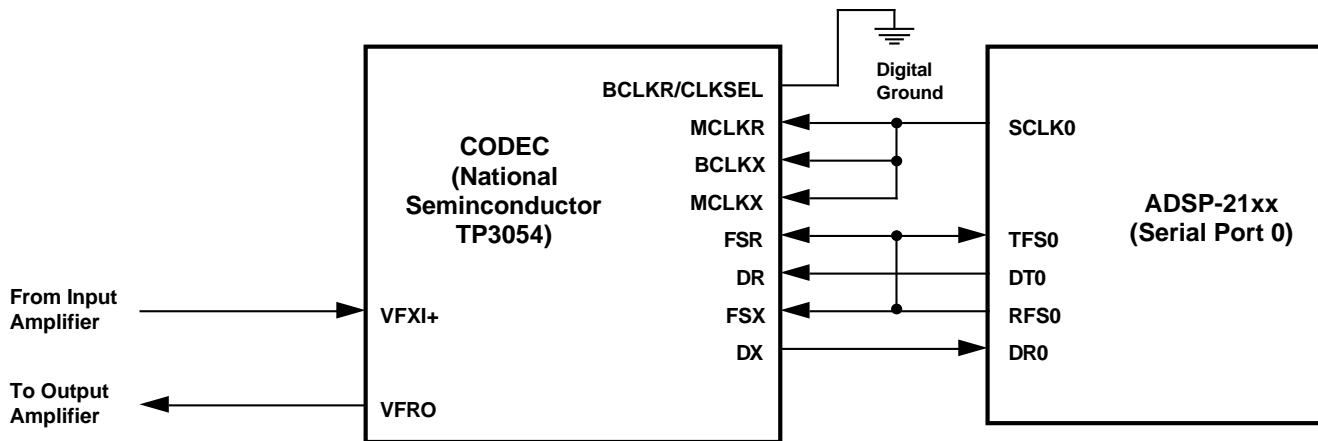 BCLKR/CLKSEL
Digital
Ground
MCLKR
SCLK0
CODEC
(National
Seminconductor
TP3054)
BCLKX
MCLKX
ADSP-21xx
(Serial Port 0)
FSR
TFS0
DR
DT0
From Input
Amplifier
VFXI+
FSX
RFS0
DX
DR0
To Output
Amplifier
VFRO